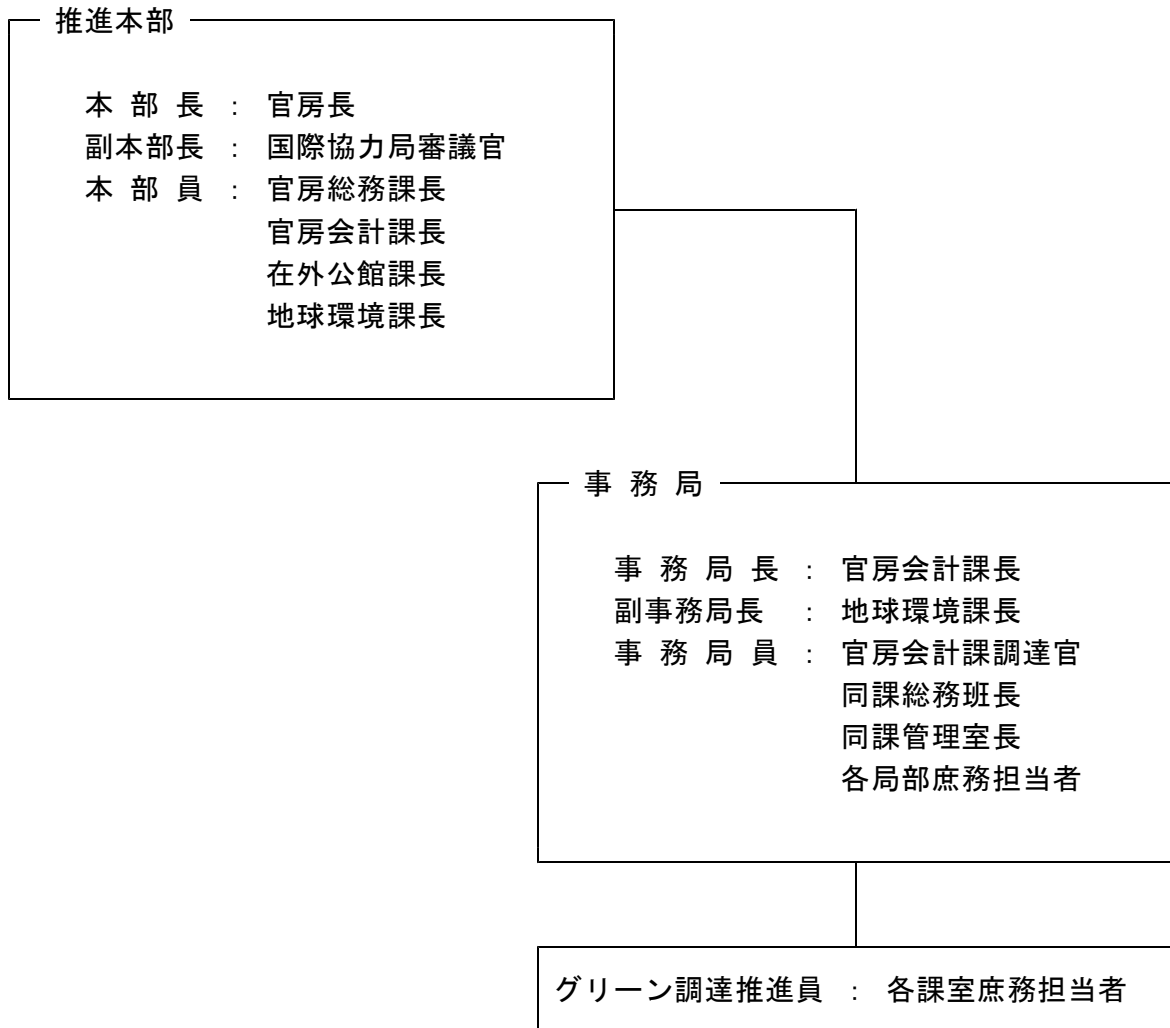 推進本部
本 部 長 : 官房長
副本部長 : 国際協力局審議官
本 部 員 : 官房総務課長
官房会計課長
在外公館課長
地球環境課長
事 務 局
事 務 局 長 : 官房会計課長
副事務局長 : 地球環境課長
事 務 局 員 : 官房会計課調達官
同課総務班長
同課管理室長
各局部庶務担当者
グリーン調達推進員 : 各課室庶務担当者